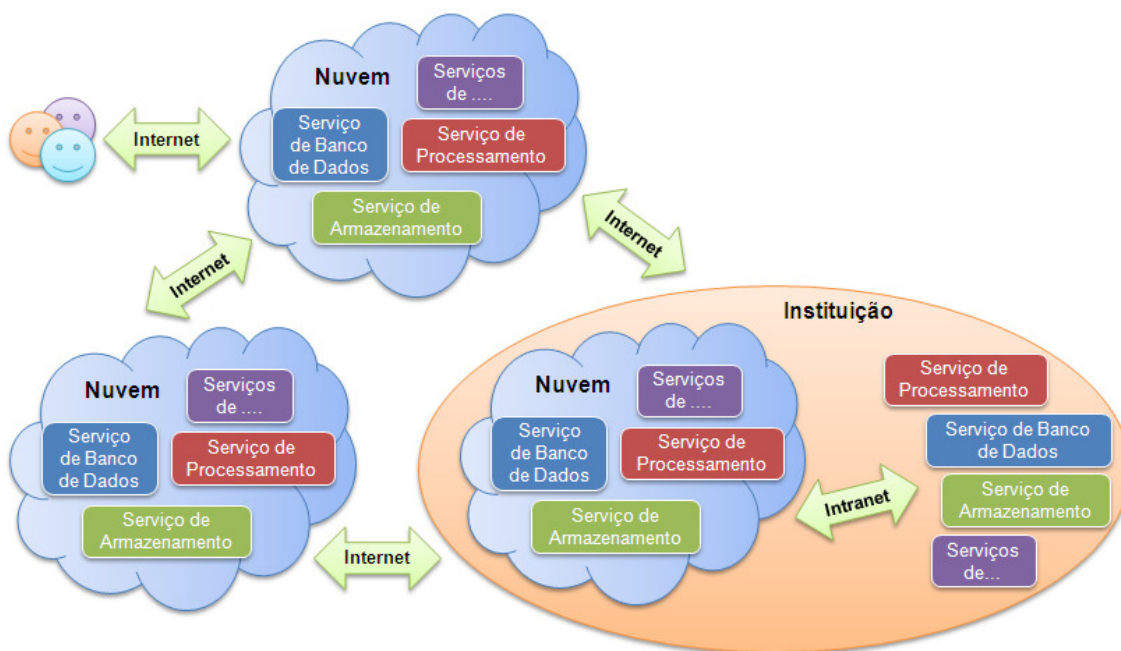 Nuvem
Serviços
de ....
Internet
Serviço
de Banco
de Dados
Serviço de
Processamento
Serviço de
Armazenamento
Internet
Internet
Instituição
Nuvem
Serviços
de ....
Serviço
de Banco
de Dados
Serviço de
Processamento
Serviço de
Armazenamento
Internet
Nuvem
Serviços
de ....
Serviço
de Banco
de Dados
Serviço de
Processamento
Serviço de
Armazenamento
Intranet
Serviço de
Processamento
Serviço de Banco
de Dados
Serviço de
Armazenamento
Serviços
de...